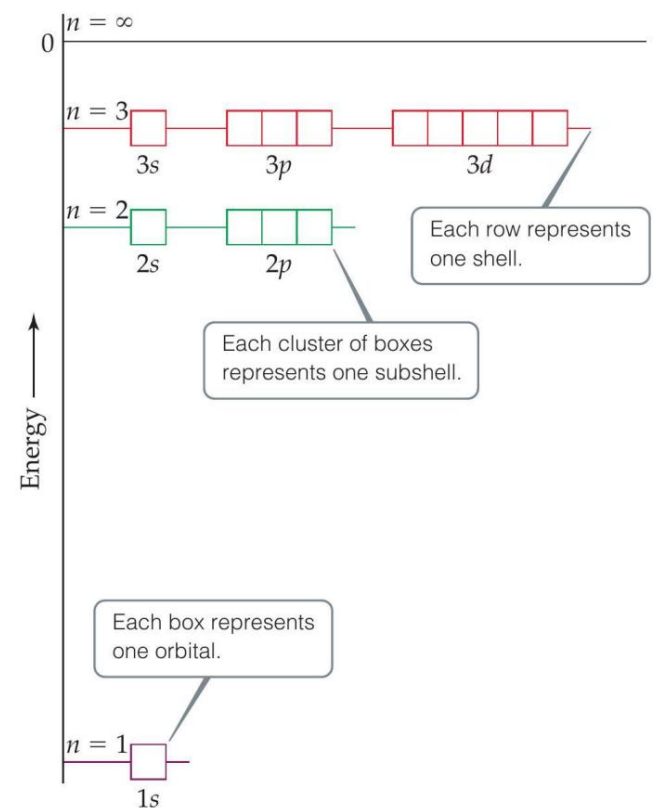 n = ∞
0
n = 3
3s 3p 3d
n = 2
2s 2p
Each row represents
one shell.
Each cluster of boxes
represents one subshell.
Energy
Each box represents
one orbital.
n = 1
1s